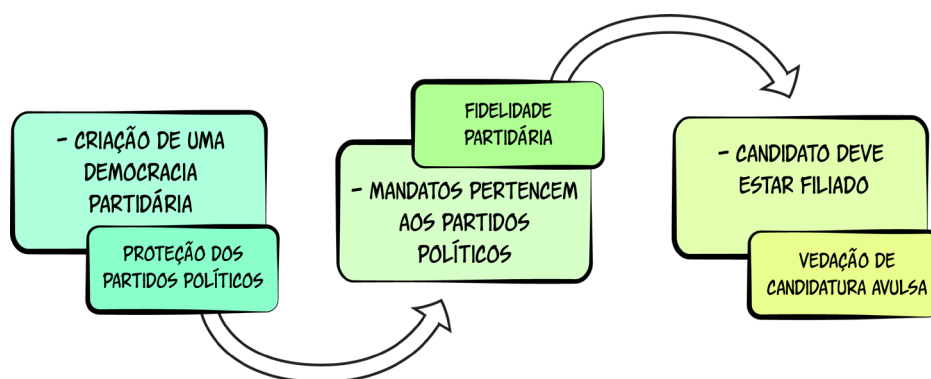 - CRIAÇÃO DE UMA
DEMOCRACIA
PARTIDÁRIA
PROTEÇÃO DOS
PARTIDOS POLÍTICOS
FIDELIDADE
PARTIDÁRIA
- MANDATOS PERTENCEM
AOS PARTIDOS
POLÍTICOS
- CANDIDATO DEVE
ESTAR FILIADO
VEDAÇÃO DE
CANDIDATURA AVULSA